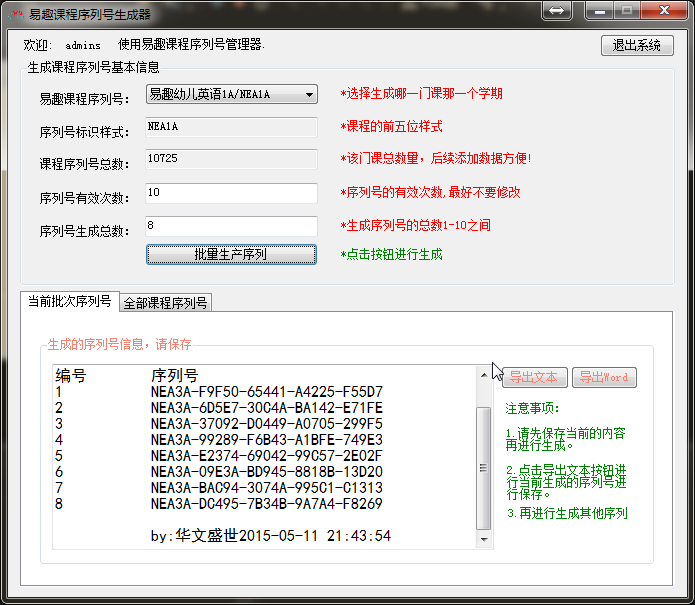 易趣课程序列号生成器
欢迎: admins 使用易趣课程序列号管理器.
退出系统
生成课程序列号基本信息
易趣课程序列号: 易趣幼儿英语1A/NEA1A *选择生成哪一门课那一个学期
序列号标识样式: NEA1A *课程的前五位样式
课程序列号总数: 10725 *该门课总数量，后续添加数据方便!
序列号有效次数: 10 *序列号的有效次数,最好不要修改
序列号生成总数: 8 *生成序列号的总数1-10之间
批量生产序列 *点击按钮进行生成
当前批次序列号 全部课程序列号
生成的序列号信息，请保存
编号 序列号
1 NEA3A-F9F50-65441-A4225-F55D7
2 NEA3A-6D5E7-30C4A-BA142-E71FE
3 NEA3A-37092-D0449-A0705-299F5
4 NEA3A-99289-F6B43-A1BFE-749E3
5 NEA3A-E2374-69042-99C57-2E02F
6 NEA3A-09E3A-BD945-8818B-13D20
7 NEA3A-BAC94-3074A-995C1-C1313
8 NEA3A-DC495-7B34B-9A7A4-F8269
by:华文盛世2015-05-11 21:43:54
导出文本 导出Word
注意事项:
1.请先保存当前的内容
再进行生成。
2.点击导出文本按钮进
行当前生成的序列号进
行保存。
3.再进行生成其他序列